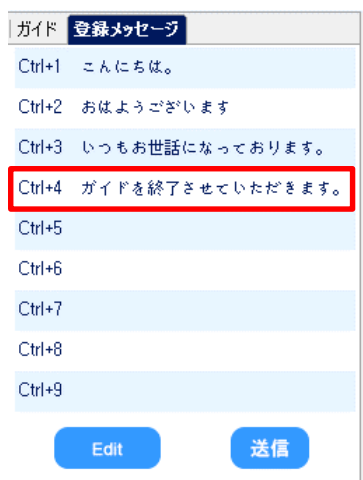 ガイド 登録メッセージ
Ctrl+1 こんにちは。
Ctrl+2 おはようございます
Ctrl+3 いつもお世話になっております。
Ctrl+4 ガイドを終了させていただきます。
Ctrl+5
Ctrl+6
Ctrl+7
Ctrl+8
Ctrl+9
Edit 送信